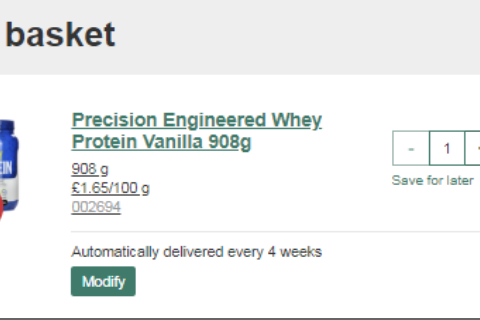 basket
Precision Engineered Whey
Protein Vanilla 908g
908 g
£1.65/100 g
002694
- 1
Save for later
Automatically delivered every 4 weeks
Modify